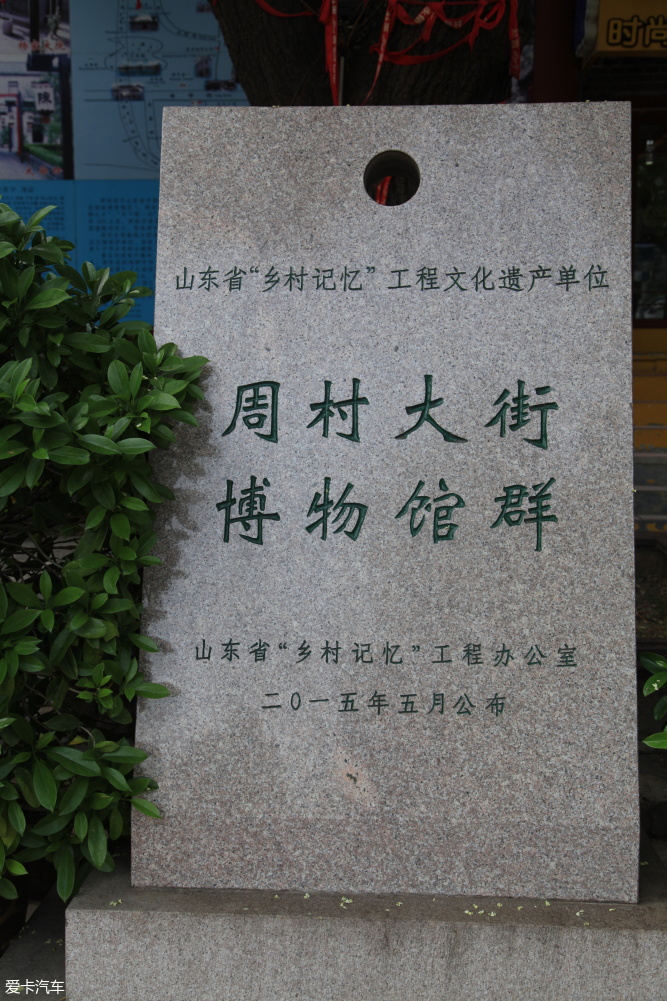 时尚
山东省“乡村记忆”工程文化遗产单位
周村大街
博物馆群
山东省“乡村记忆”工程办公室
二〇一五年五月公布
爱卡汽车